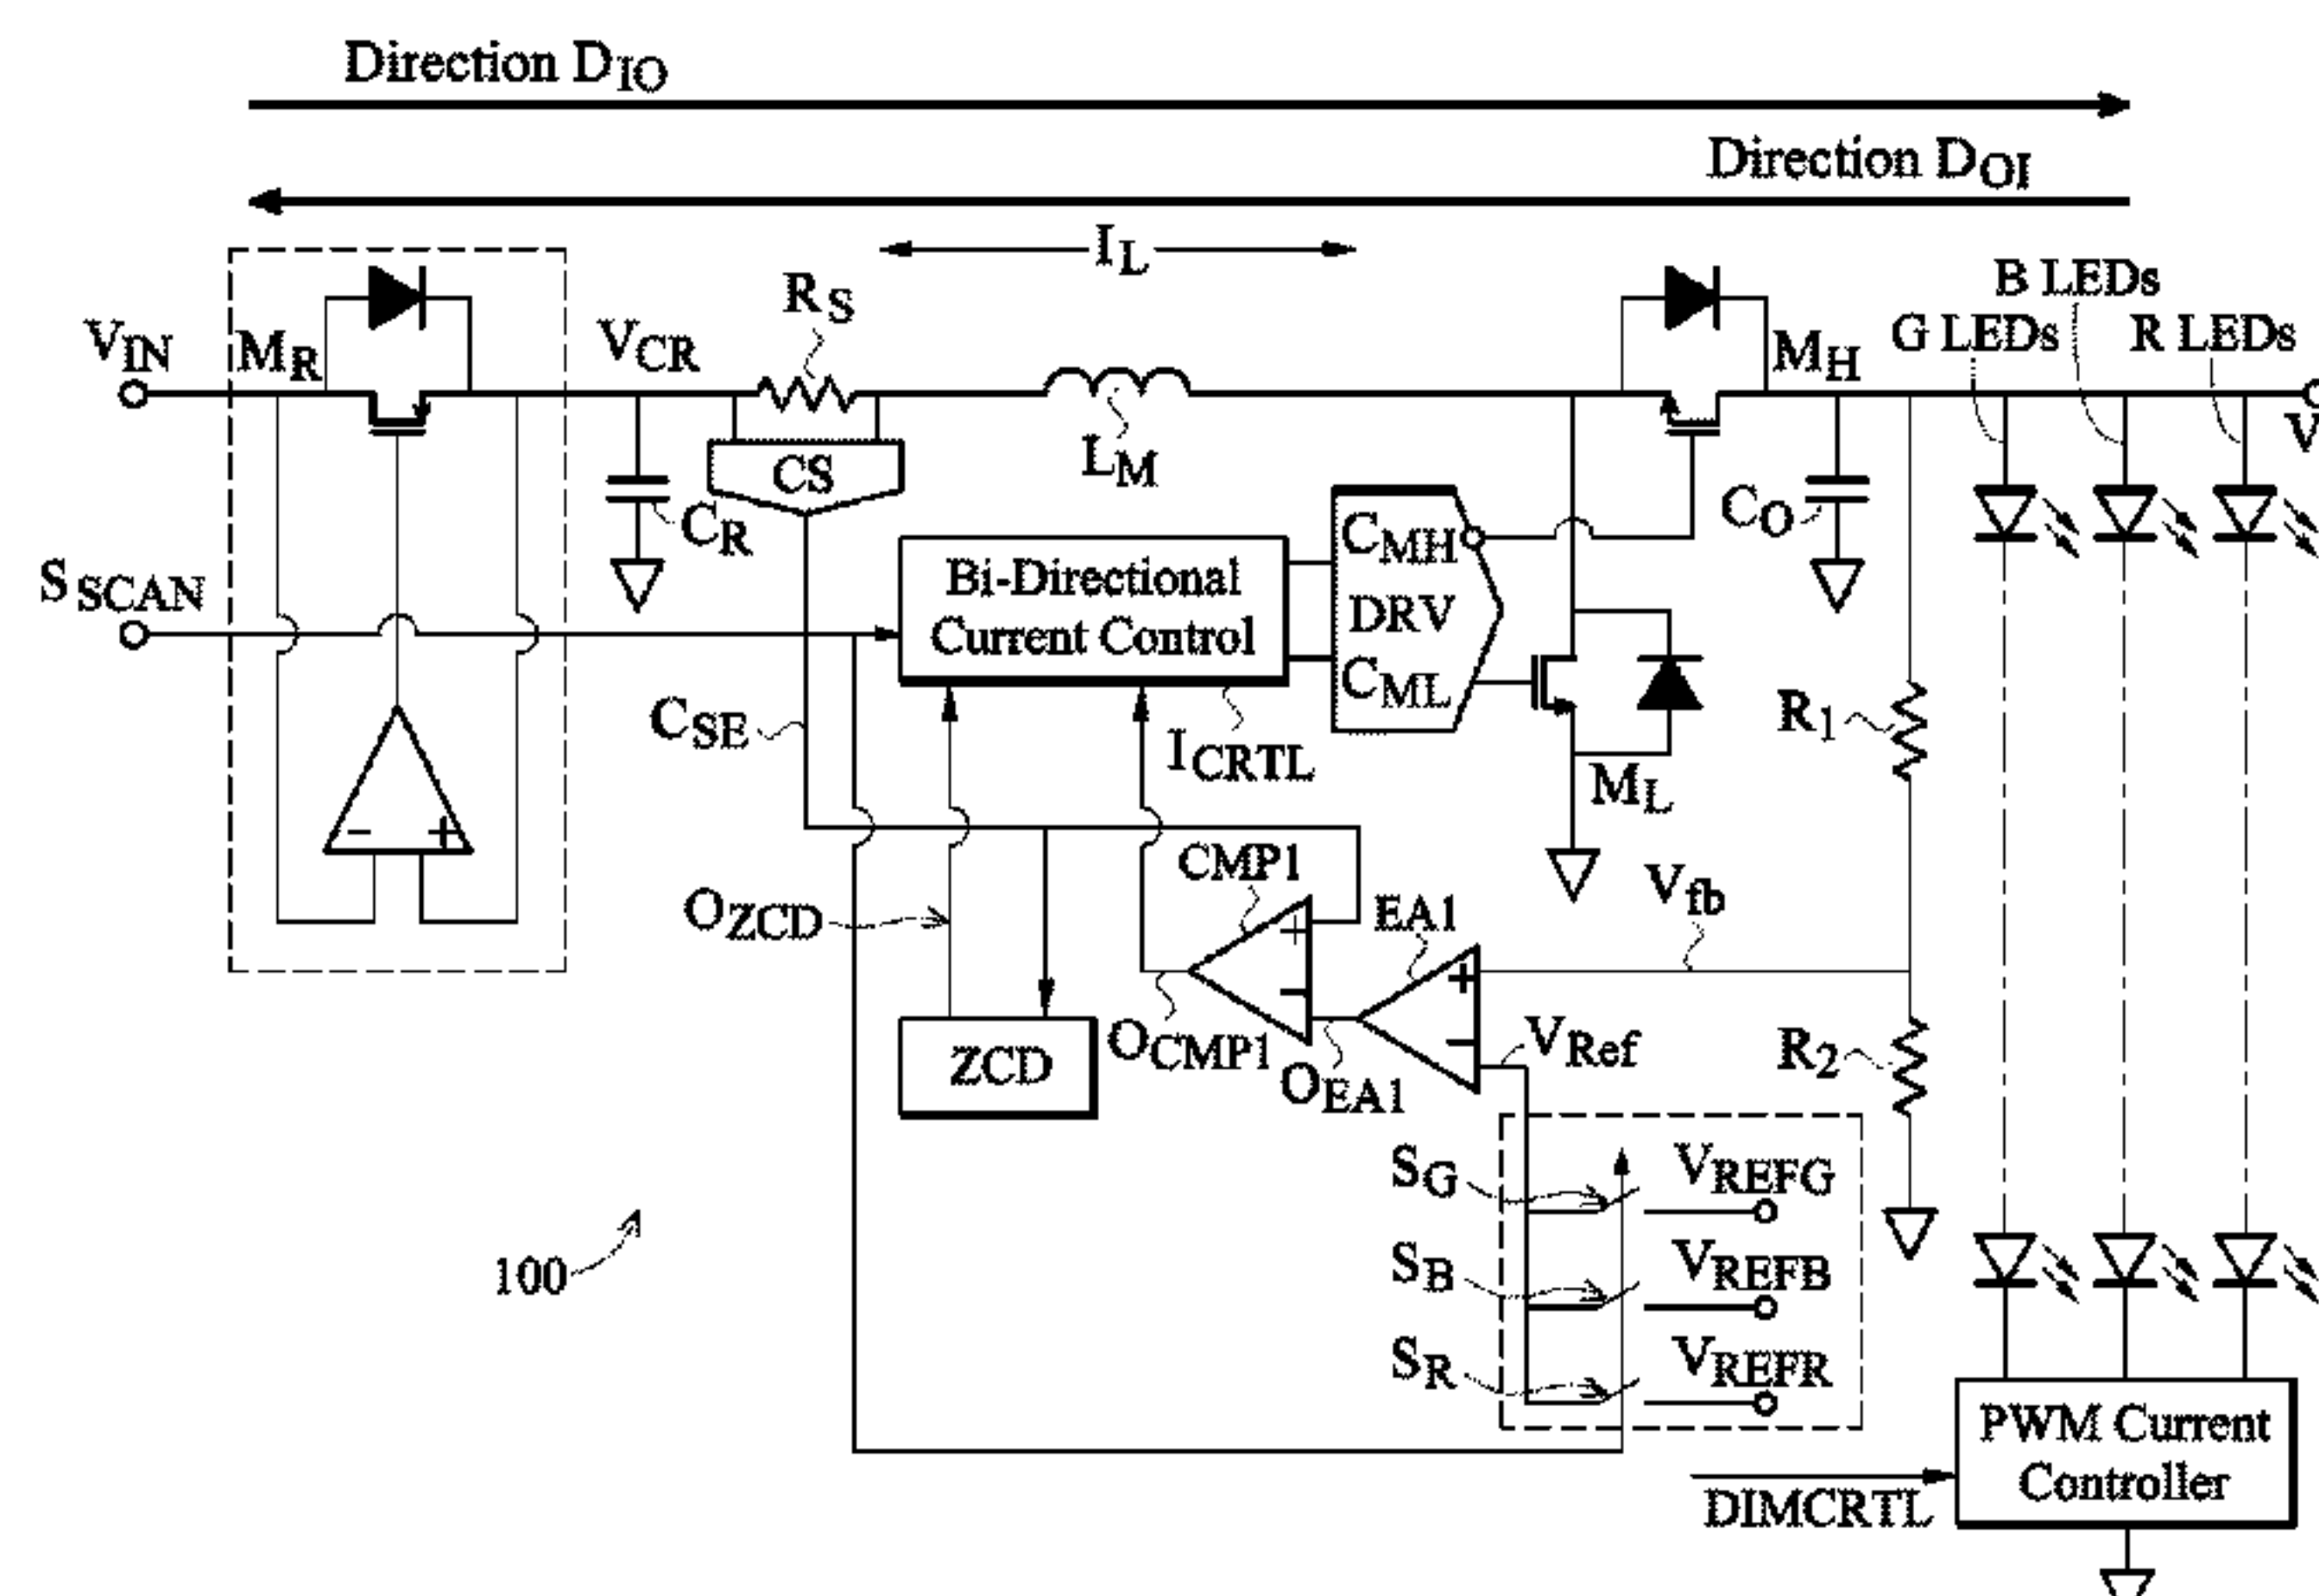 Direction DIO
Direction DOI
IL
B LEDs
RS
G LEDs
R LEDs
VIN
MR
VCR
MH
V
LM
CS
CR
CO
CMH
DRV
CML
Bi-Directional
Current Control
SSCAN
CSE
ICRTL
R1
ML
CMP1
Vfb
OZCD
EA1
- +
+
-
+
-
VRef
ZCD
OCMP1
OEA1
R2
SG
VREFG
SB
VREFB
SR
VREFR
100
PWM Current
Controller
DIMCRTL